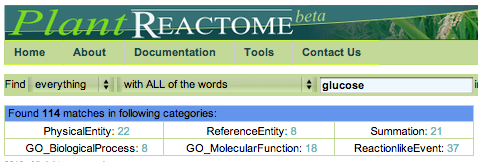 Plant REACTOME beta
Home About Documentation Tools Contact Us
Find everything with ALL of the words glucose
Found 114 matches in following categories:
PhysicalEntity: 22 ReferenceEntity: 8 Summation: 21
GO_BiologicalProcess: 8 GO_MolecularFunction: 18 ReactionlikeEvent: 37